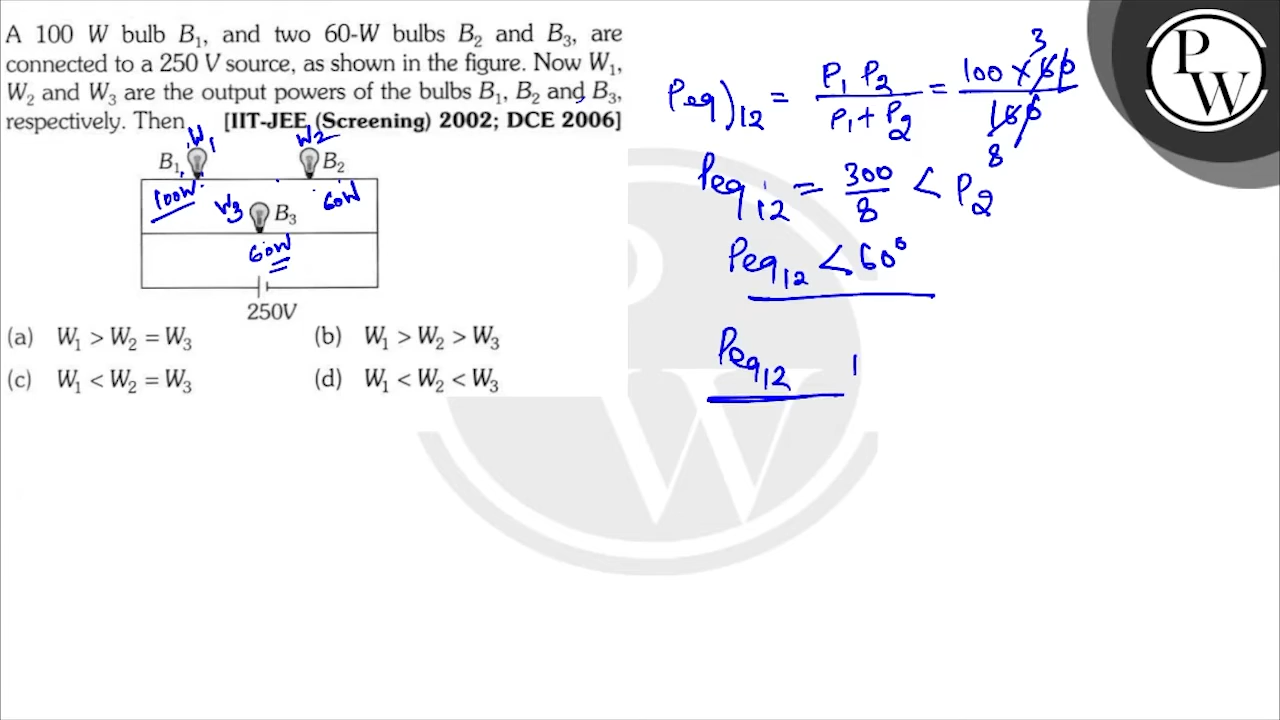 A 100 W bulb B₁, and two 60-W bulbs B₂ and B₃, are
connected to a 250 V source, as shown in the figure. Now W₁,
W₂ and W₃ are the output powers of the bulbs B₁, B₂ and B₃,
respectively. Then [IIT-JEE (Screening) 2002; DCE 2006]
W₁ W₂
B₁ B₂
100W W₃ B₃ 60W
60W
250V
(a) W₁ > W₂ = W₃ (b) W₁ > W₂ > W₃
(c) W₁ < W₂ = W₃ (d) W₁ < W₂ < W₃
Peq)₁₂ = P₁ P₂ / P₁ + P₂ = 100 × 60 / 160
3
8
Peq₁₂ = 300/8 < P₂
Peq₁₂ < 60
Peq₁₂
P
W
P
W